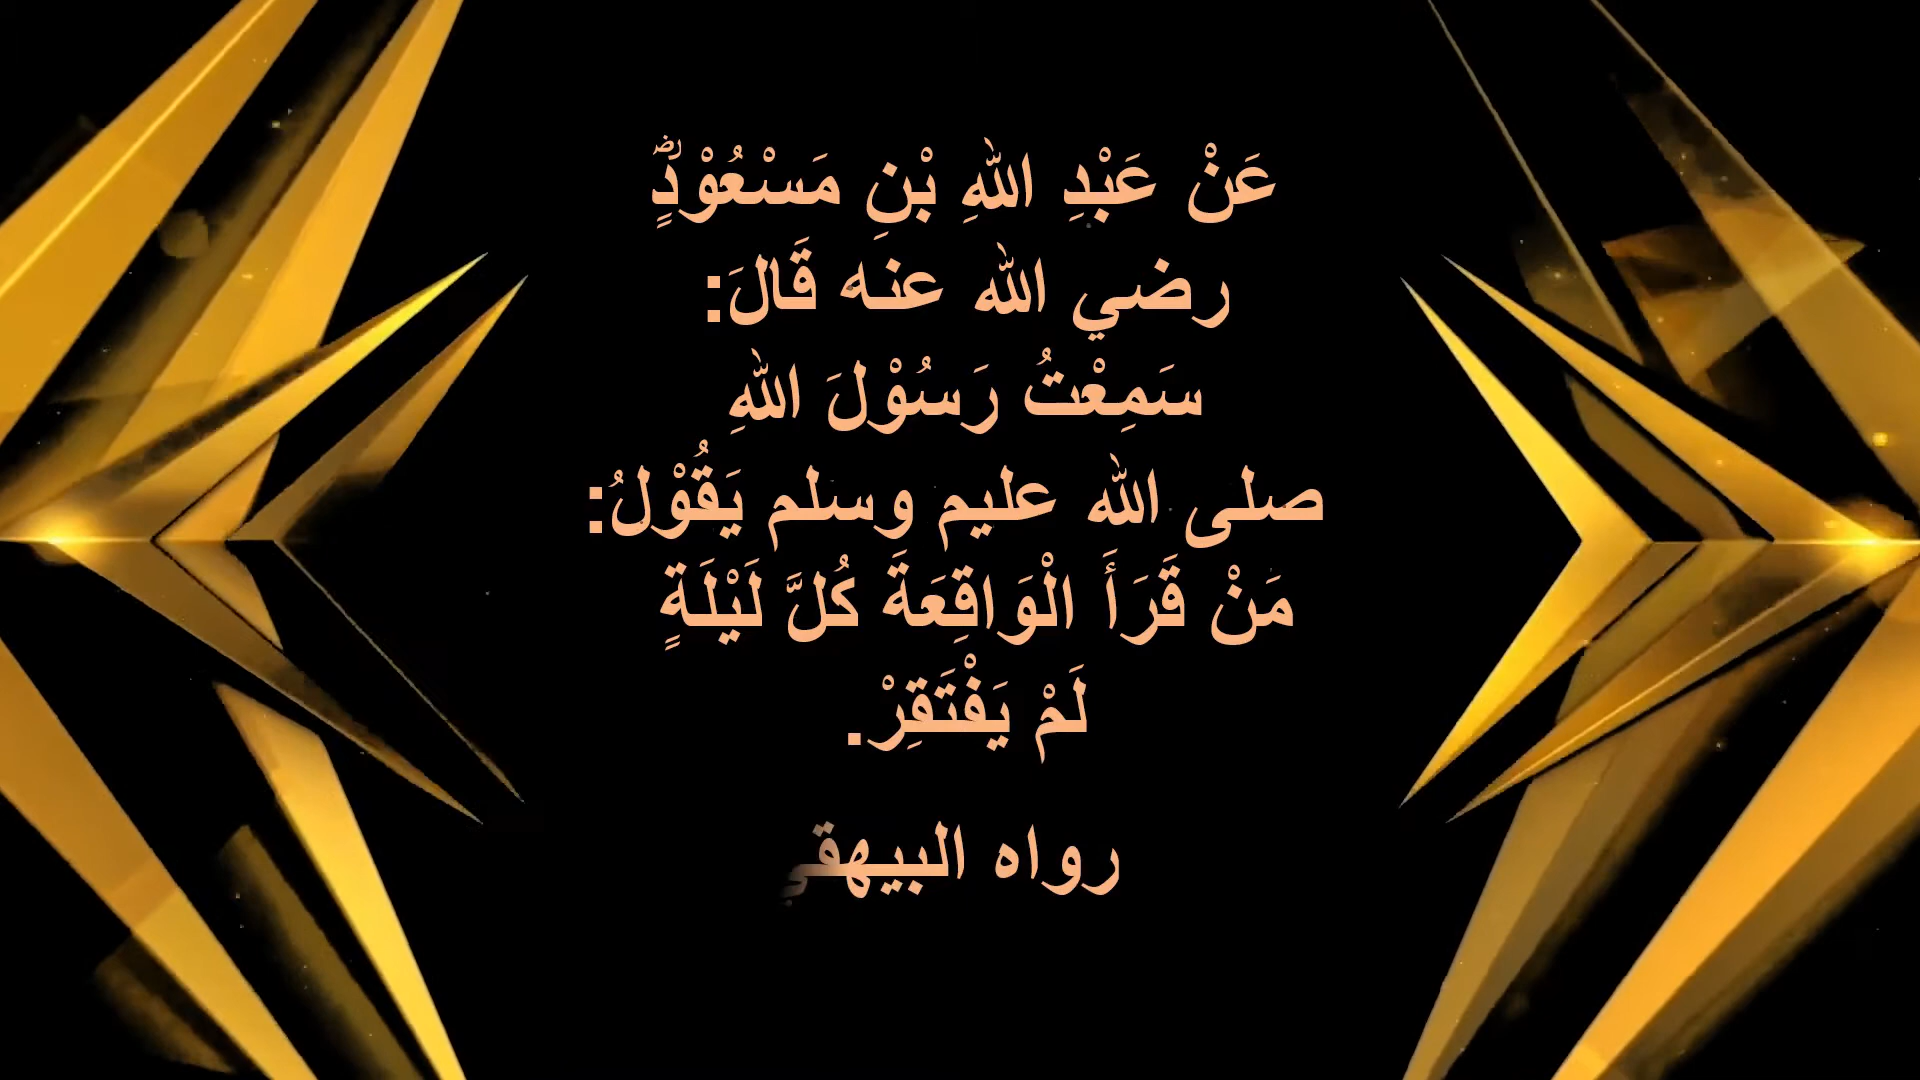 عَنْ عَبْدِ اللهِ بْنِ مَسْعُوْدٍؓ
رضي الله عنه قَالَ:
سَمِعْتُ رَسُوْلَ اللهِ
صلى الله عليم وسلم يَقُوْلُ:
مَنْ قَرَأَ الْوَاقِعَةَ كُلَّ لَيْلَةٍ
لَمْ يَفْتَقِرْ.
رواه البيهقي